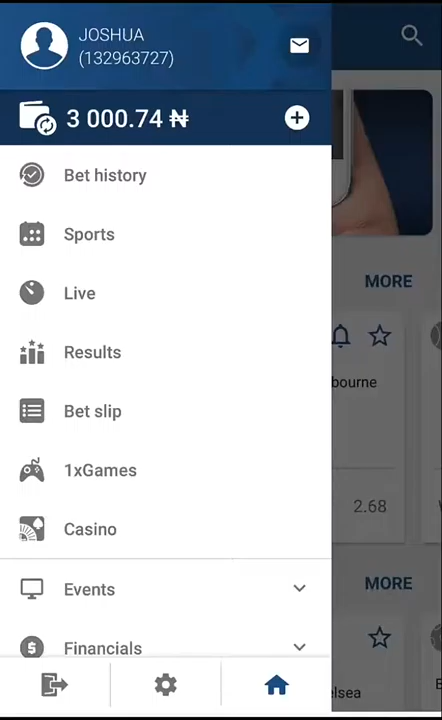 JOSHUA
(132963727)
3 000.74 ₦
Bet history
Sports
MORE
Live
Results
bourne
Bet slip
1xGames
2.68
Casino
Events
MORE
Financials
elsea